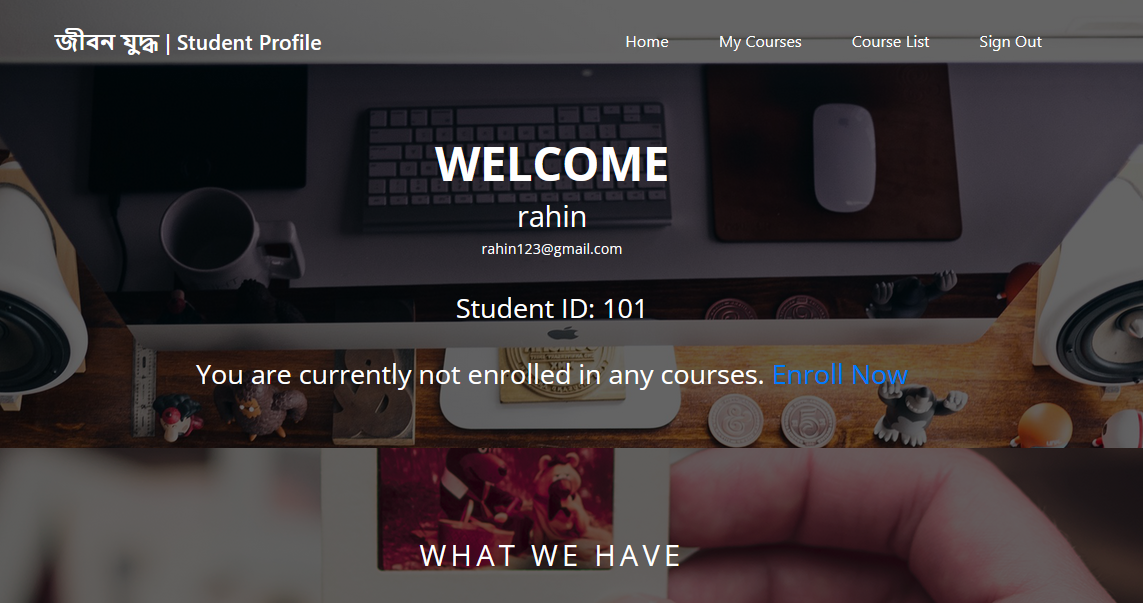 জীবন যুদ্ধ | Student Profile
Home
My Courses
Course List
Sign Out
WELCOME
rahin
rahin123@gmail.com
Student ID: 101
You are currently not enrolled in any courses. Enroll Now
WHAT WE HAVE